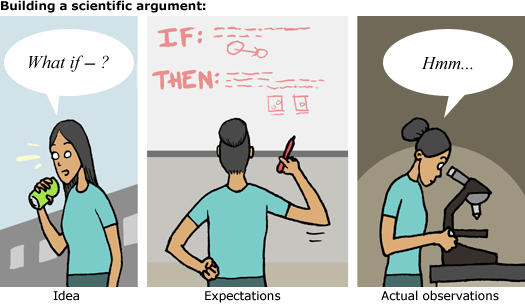 Building a scientific argument:
What if – ?
IF:
THEN:
Hmm...
Idea
Expectations
Actual observations